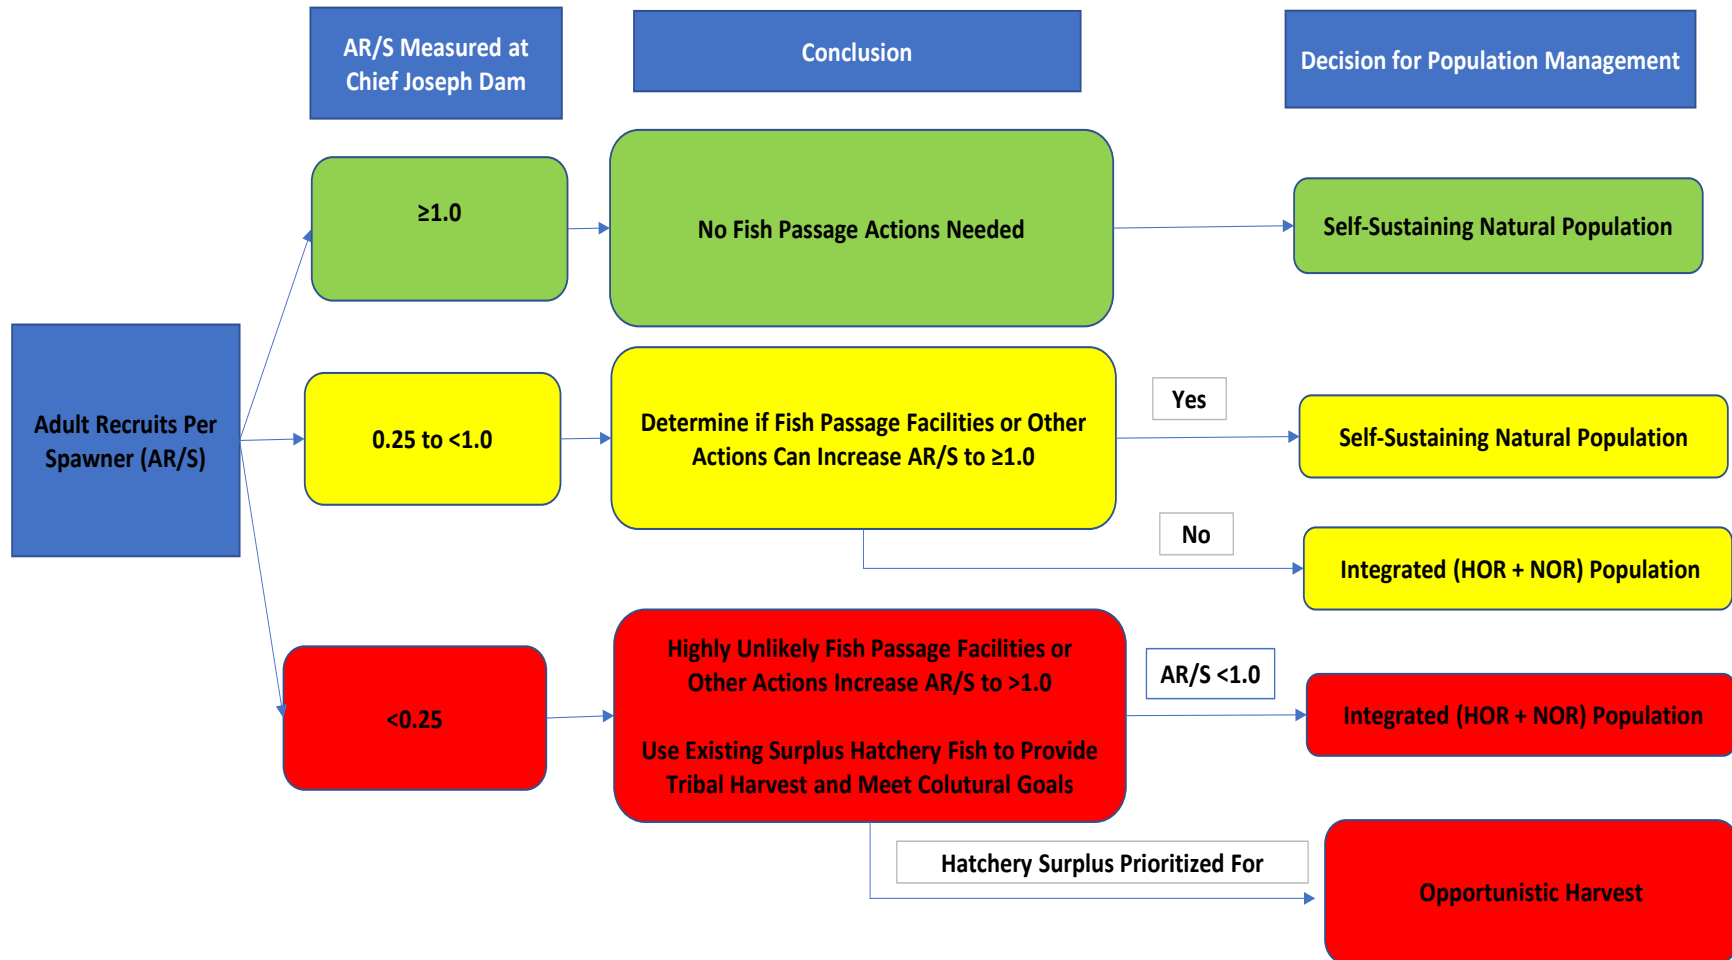 AR/S Measured at
Chief Joseph Dam
Conclusion
Decision for Population Management
Adult Recruits Per
Spawner (AR/S)
≥1.0
No Fish Passage Actions Needed
Self-Sustaining Natural Population
0.25 to <1.0
Determine if Fish Passage Facilities or Other
Actions Can Increase AR/S to ≥1.0
Yes
Self-Sustaining Natural Population
No
Integrated (HOR + NOR) Population
<0.25
Highly Unlikely Fish Passage Facilities or
Other Actions Increase AR/S to >1.0
Use Existing Surplus Hatchery Fish to Provide
Tribal Harvest and Meet Colutural Goals
AR/S <1.0
Integrated (HOR + NOR) Population
Hatchery Surplus Prioritized For
Opportunistic Harvest